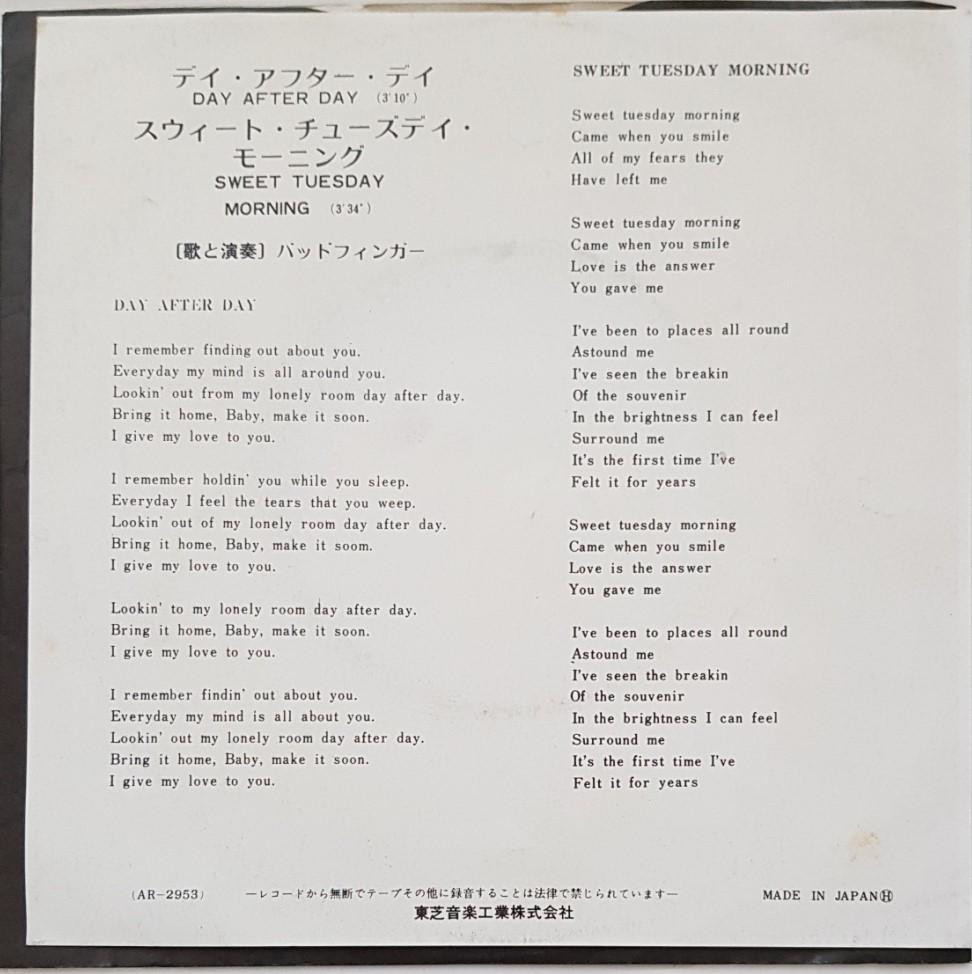 デイ・アフター・デイ
DAY AFTER DAY (3'10")
スウィート・チューズデイ・
モーニング
SWEET TUESDAY
MORNING (3'34")
〔歌と演奏〕バッドフィンガー
DAY AFTER DAY
I remember finding out about you.
Everyday my mind is all around you.
Lookin' out from my lonely room day after day.
Bring it home, Baby, make it soon.
I give my love to you.
I remember holdin' you while you sleep.
Everyday I feel the tears that you weep.
Lookin' out of my lonely room day after day.
Bring it home, Baby, make it soom.
I give my love to you.
Lookin' to my lonely room day after day.
Bring it home, Baby, make it soon.
I give my love to you.
I remember findin' out about you.
Everyday my mind is all about you.
Lookin' out my lonely room day after day.
Bring it home, Baby, make it soon.
I give my love to you.
SWEET TUESDAY MORNING
Sweet tuesday morning
Came when you smile
All of my fears they
Have left me
Sweet tuesday morning
Came when you smile
Love is the answer
You gave me
I've been to places all round
Astound me
I've seen the breakin
Of the souvenir
In the brightness I can feel
Surround me
It's the first time I've
Felt it for years
Sweet tuesday morning
Came when you smile
Love is the answer
You gave me
I've been to places all round
Astound me
I've seen the breakin
Of the souvenir
In the brightness I can feel
Surround me
It's the first time I've
Felt it for years
(AR-2953)
―レコードから無断でテープその他に録音することは法律で禁じられています―
MADE IN JAPANⒽ
東芝音楽工業株式会社